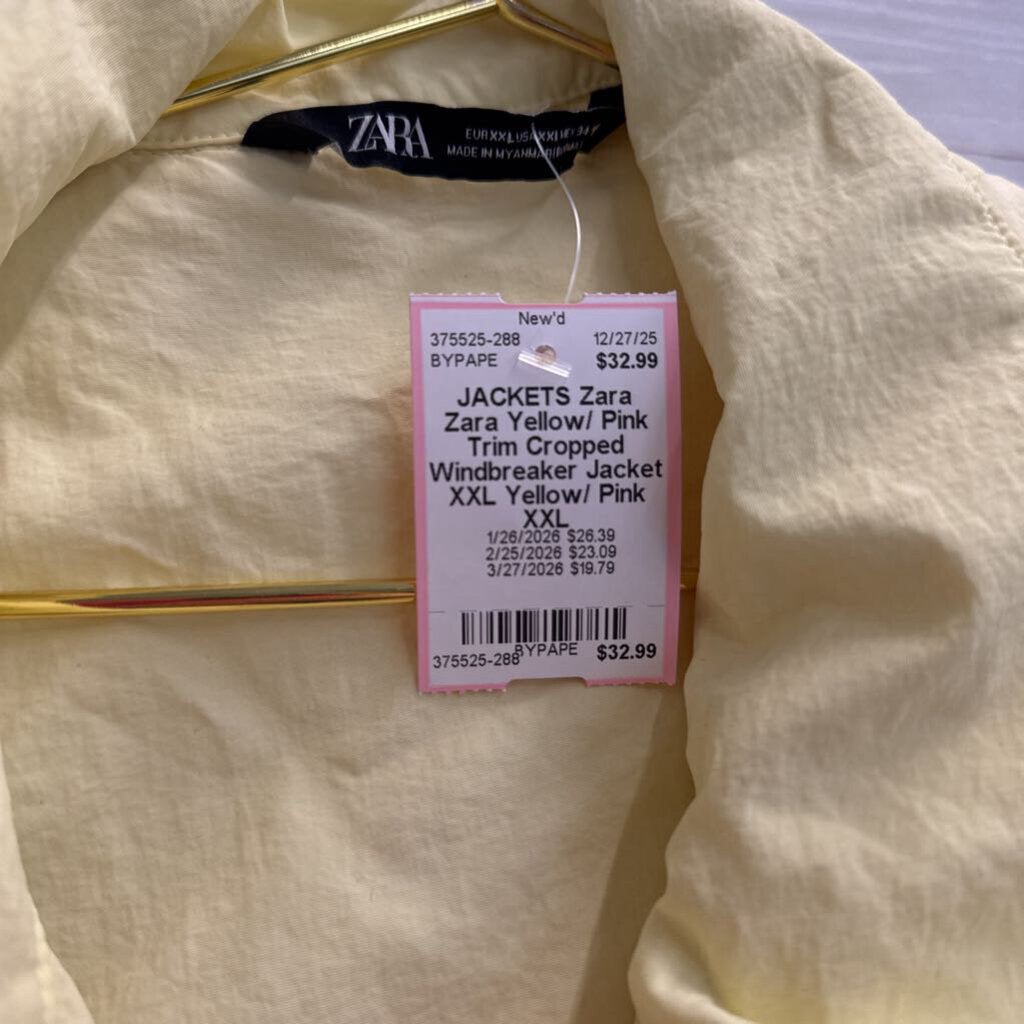 ZARA
EUR XXL USA XXL MEX 34
MADE IN MYANMAR
New'd
375525-288 12/27/25
BYPAPE $32.99
JACKETS Zara
Zara Yellow/ Pink
Trim Cropped
Windbreaker Jacket
XXL Yellow/ Pink
XXL
1/26/2026 $26.39
2/25/2026 $23.09
3/27/2026 $19.79
BYPAPE
375525-288 $32.99